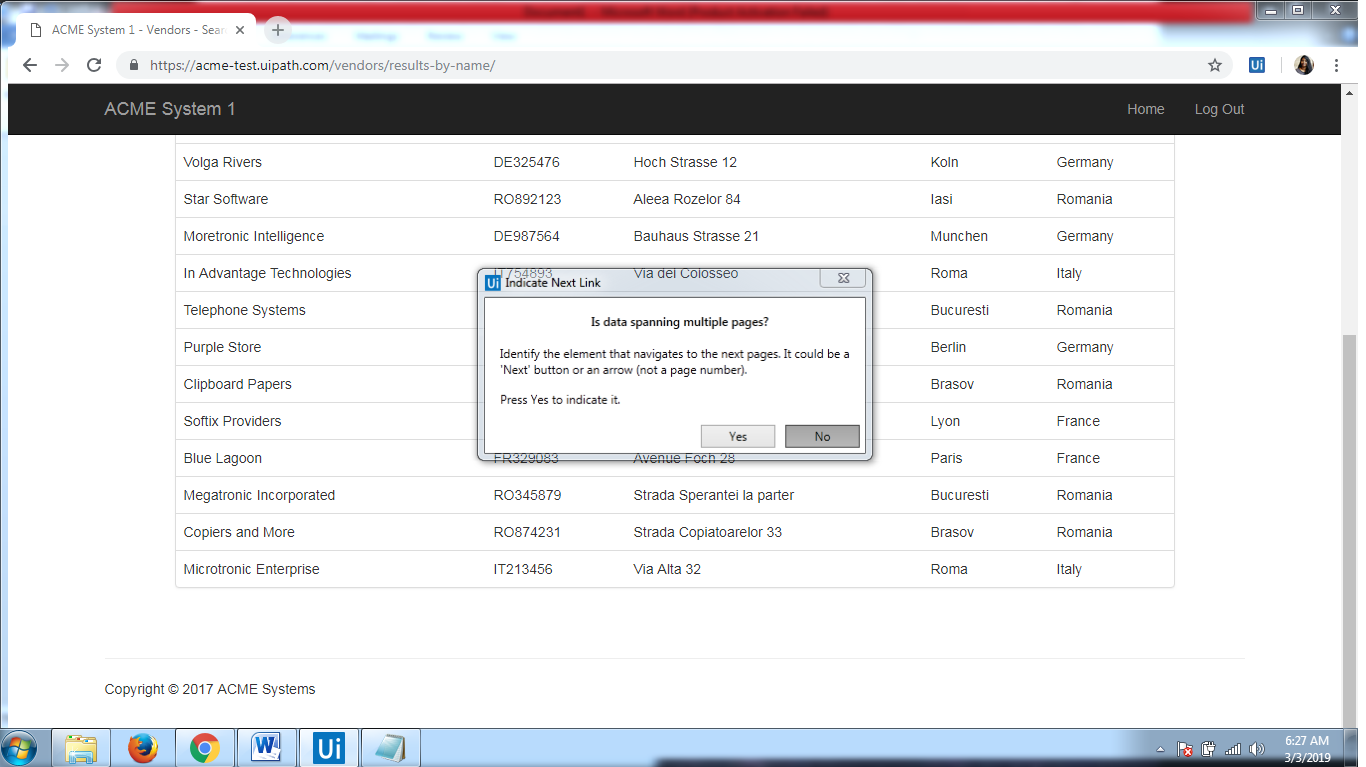 ACME System 1 - Vendors - Sear
https://acme-test.uipath.com/vendors/results-by-name/
Ui
ACME System 1 Home Log Out
Volga Rivers DE325476 Hoch Strasse 12 Koln Germany
Star Software RO892123 Aleea Rozelor 84 Iasi Romania
Moretronic Intelligence DE987564 Bauhaus Strasse 21 Munchen Germany
In Advantage Technologies IT754893 Via del Colosseo Roma Italy
Telephone Systems Bucuresti Romania
Purple Store Berlin Germany
Clipboard Papers Brasov Romania
Softix Providers Lyon France
Blue Lagoon FR329083 Avenue Foch 28 Paris France
Megatronic Incorporated RO345879 Strada Sperantei la parter Bucuresti Romania
Copiers and More RO874231 Strada Copiatoarelor 33 Brasov Romania
Microtronic Enterprise IT213456 Via Alta 32 Roma Italy
Ui Indicate Next Link
Is data spanning multiple pages?
Identify the element that navigates to the next pages. It could be a
'Next' button or an arrow (not a page number).
Press Yes to indicate it.
Yes No
Copyright © 2017 ACME Systems
W
Ui
6:27 AM
3/3/2019